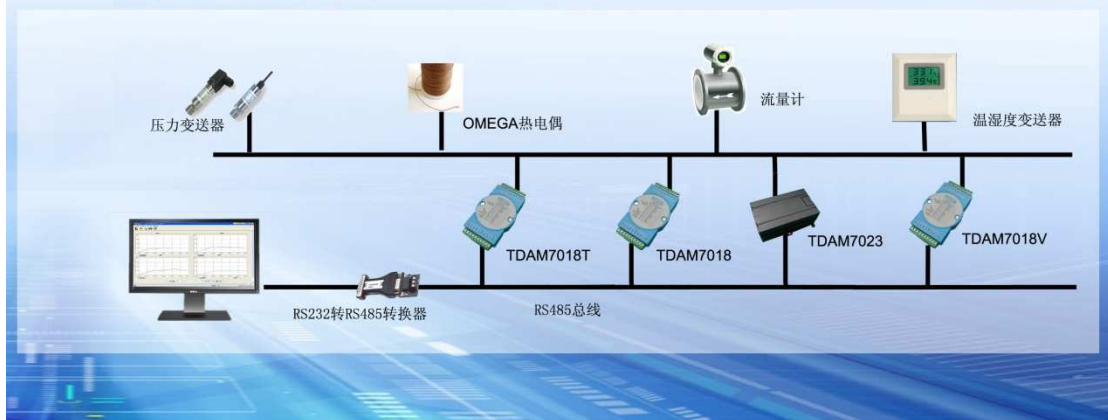 压力变送器
OMEGA热电偶
流量计
温湿度变送器
TDAM7018T
TDAM7018
TDAM7023
TDAM7018V
RS232转RS485转换器
RS485总线